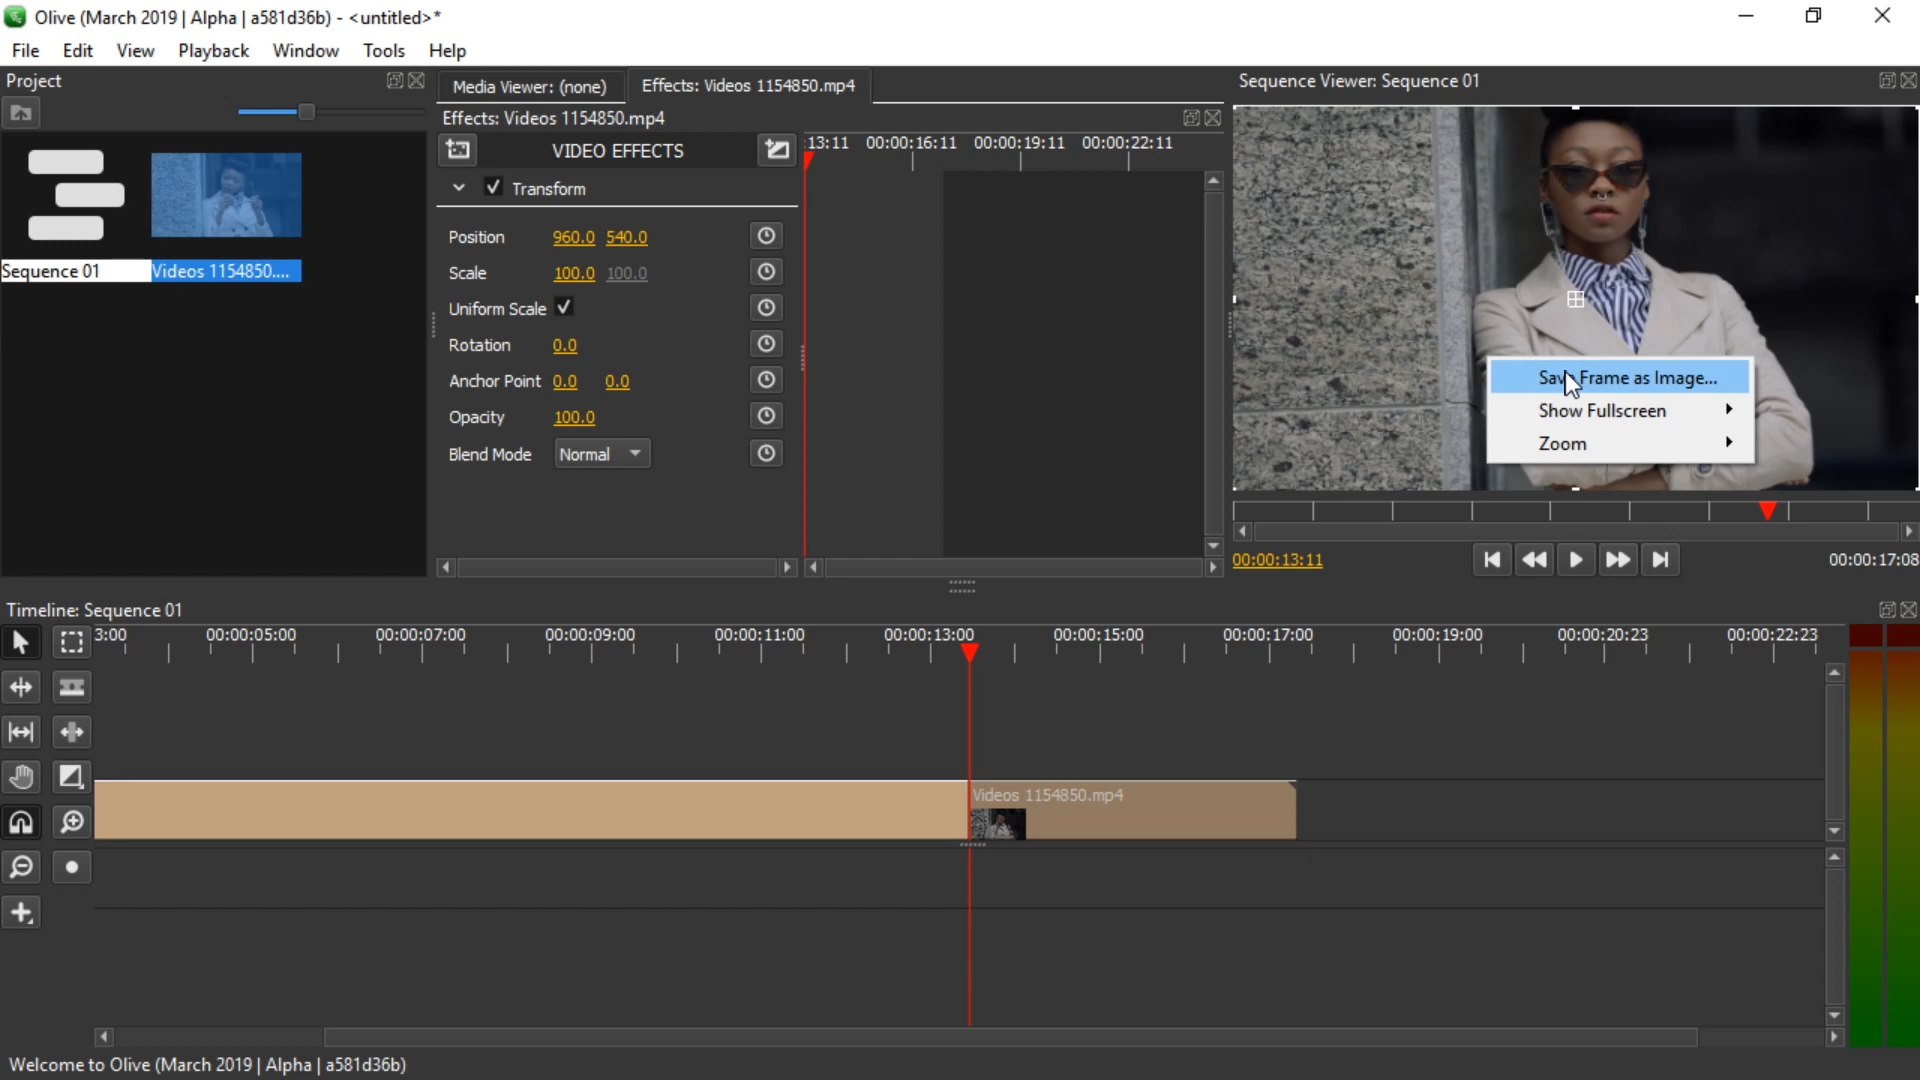 Olive (March 2019 | Alpha | a581d36b) - <untitled>*
File Edit View Playback Window Tools Help
Project
Sequence 01
Videos 1154850....
Media Viewer: (none)
Effects: Videos 1154850.mp4
Effects: Videos 1154850.mp4
VIDEO EFFECTS
Transform
Position 960.0 540.0
Scale 100.0 100.0
Uniform Scale
Rotation 0.0
Anchor Point 0.0 0.0
Opacity 100.0
Blend Mode Normal
:13:11 00:00:16:11 00:00:19:11 00:00:22:11
Sequence Viewer: Sequence 01
Save Frame as Image...
Show Fullscreen
Zoom
00:00:13:11
00:00:17:08
Timeline: Sequence 01
3:00 00:00:05:00 00:00:07:00 00:00:09:00 00:00:11:00 00:00:13:00 00:00:15:00 00:00:17:00 00:00:19:00 00:00:20:23 00:00:22:23
Videos 1154850.mp4
Welcome to Olive (March 2019 | Alpha | a581d36b)